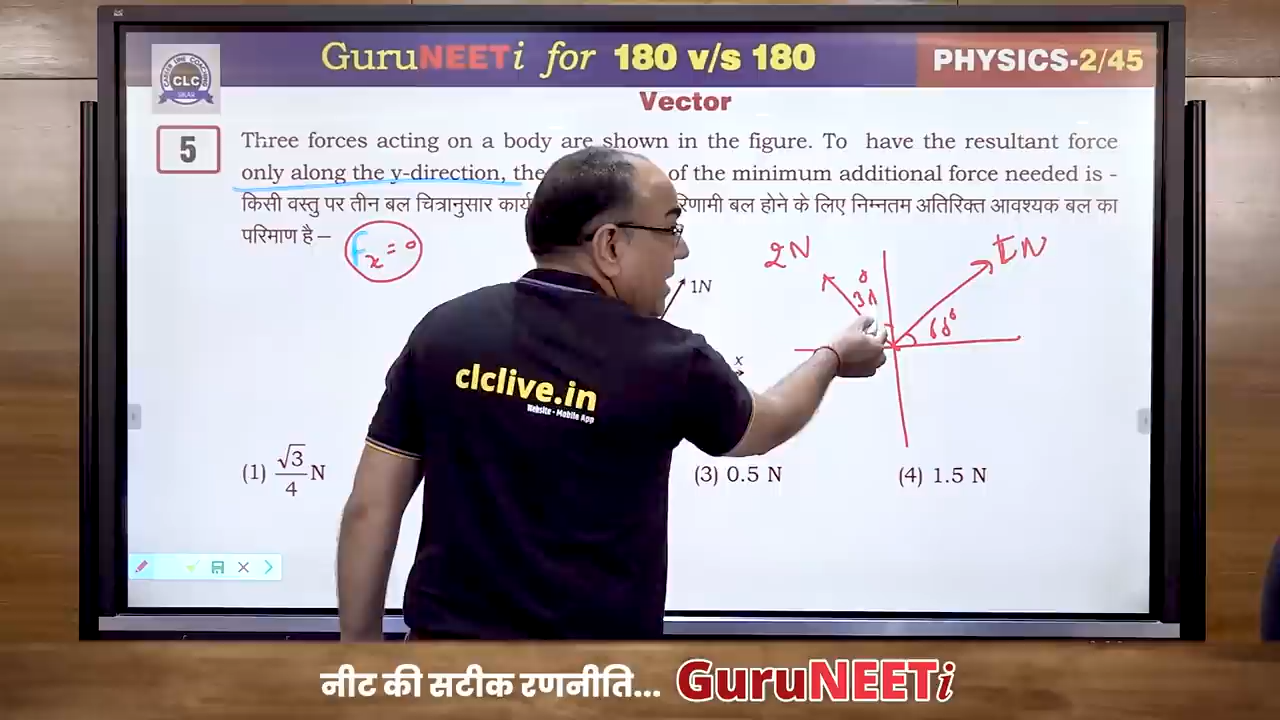 GuruNEETi for 180 v/s 180
PHYSICS-2/45
CLC
SIKAR
Vector
5
Three forces acting on a body are shown in the figure. To have the resultant force
only along the y-direction, the of the minimum additional force needed is -
किसी वस्तु पर तीन बल चित्रानुसार रिणामी बल होने के लिए निम्नतम अतिरिक्त आवश्यक बल का
परिमाण है –
Fx = 0
2N
1N
60°
1N
x
clclive.in
Website - Mobile App
(1) √3/4 N
(3) 0.5 N
(4) 1.5 N
नीट की सटीक रणनीति... GuruNEETi